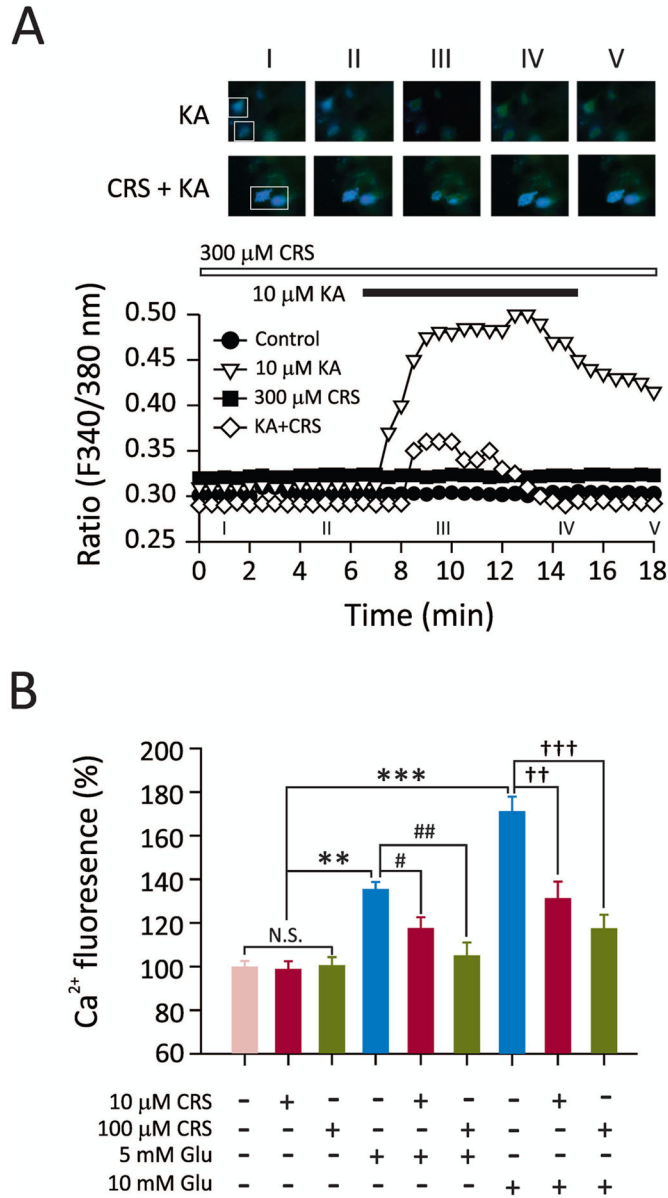 A
I II III IV V
KA
CRS + KA
300 μM CRS
10 μM KA
Ratio (F340/380 nm)
0.50
0.45
0.40
0.35
0.30
0.25
Control
10 μM KA
300 μM CRS
KA+CRS
I II III IV V
0 2 4 6 8 10 12 14 16 18
Time (min)
B
Ca²⁺ fluoresence (%)
200
180
160
140
120
100
80
60
N.S.
**
***
#
##
††
†††
10 μM CRS - + - - + - - + -
100 μM CRS - - + - - + - - +
5 mM Glu - - - + + + - - -
10 mM Glu - - - - - - + + +